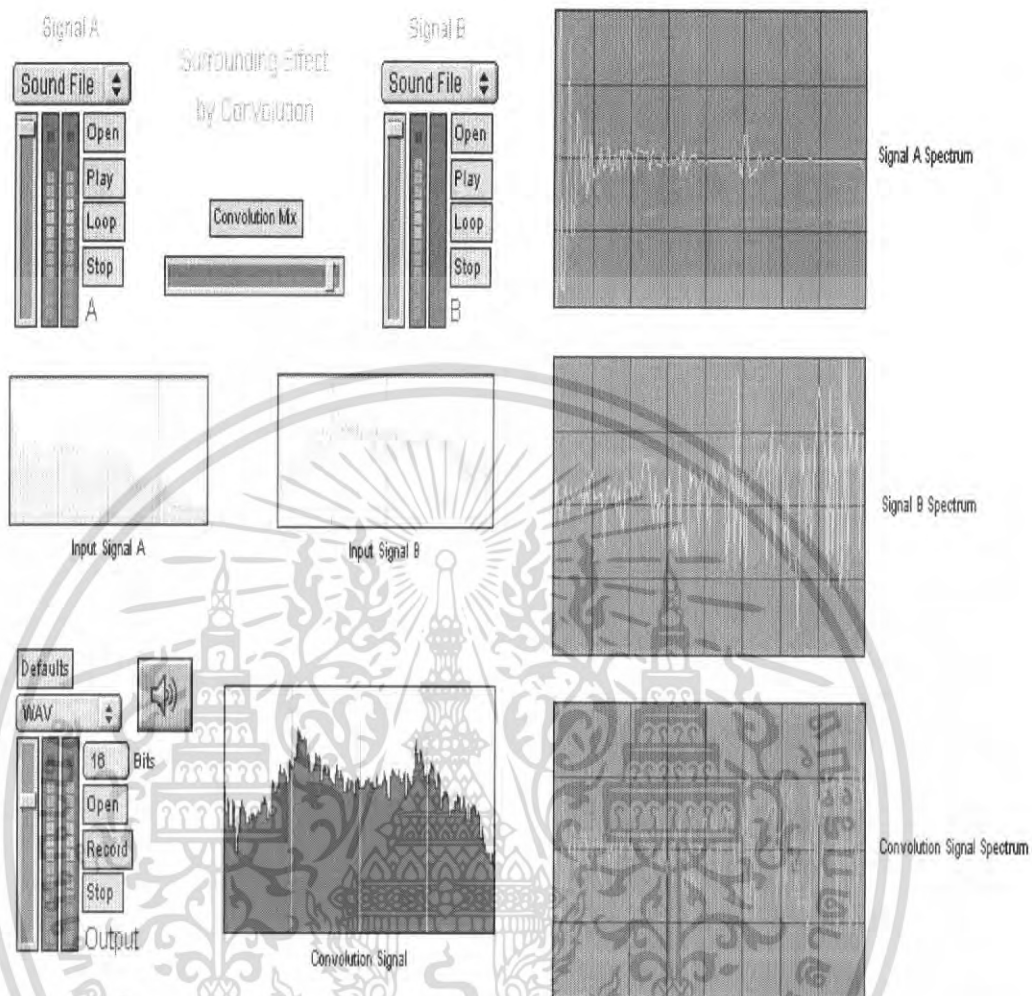 Signal A
Sound File
Open
Play
Loop
Stop
A
Surrounding Effect
by Convolution
Convolution Mix
Signal B
Sound File
Open
Play
Loop
Stop
B
Signal A Spectrum
Input Signal A
Input Signal B
Signal B Spectrum
Defaults
WAV
16 Bits
Open
Record
Stop
Output
Convolution Signal
Convolution Signal Spectrum